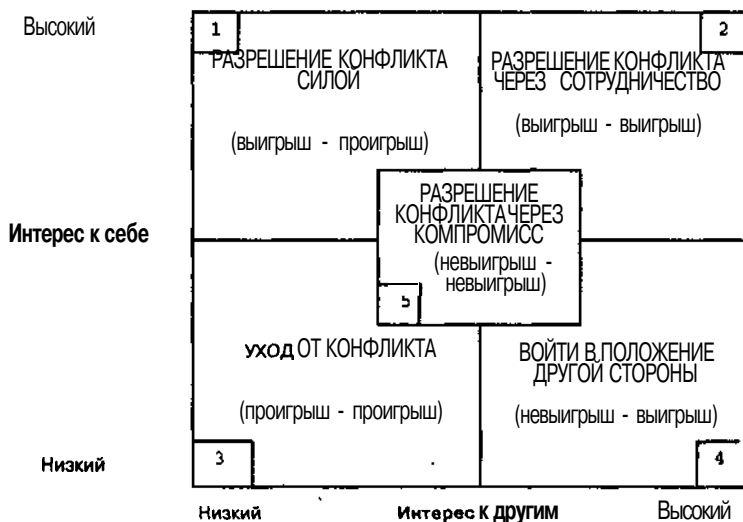 Высокий
1
РАЗРЕШЕНИЕ КОНФЛИКТА
СИЛОЙ
(выигрыш - проигрыш)
2
РАЗРЕШЕНИЕ КОНФЛИКТА
ЧЕРЕЗ СОТРУДНИЧЕСТВО
(выигрыш - выигрыш)
Интерес к себе
РАЗРЕШЕНИЕ
КОНФЛИКТА ЧЕРЕЗ
КОМПРОМИСС
(невыигрыш -
невыигрыш)
5
УХОД ОТ КОНФЛИКТА
(проигрыш - проигрыш)
3
ВОЙТИ В ПОЛОЖЕНИЕ
ДРУГОЙ СТОРОНЫ
(невыигрыш - выигрыш)
4
Низкий
Низкий
Интерес к другим
Высокий